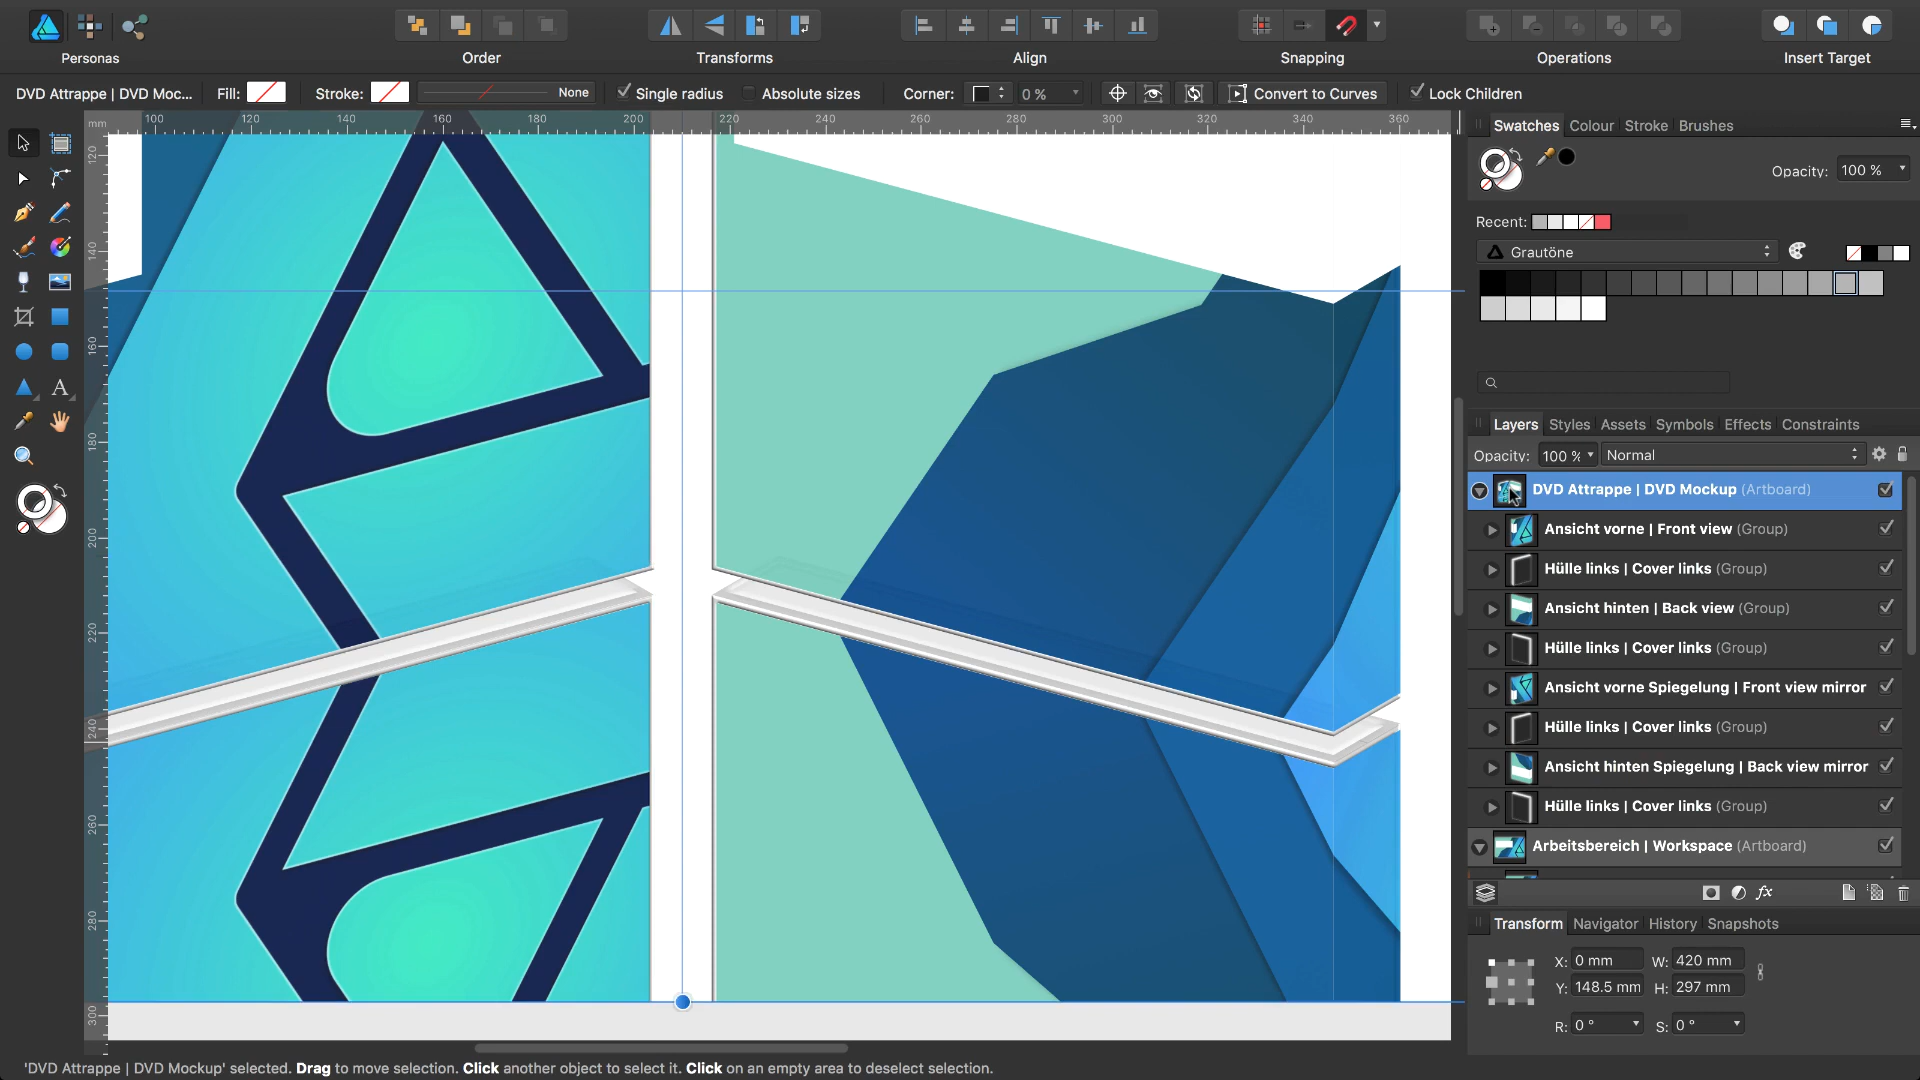 Personas
Order
Transforms
Align
Snapping
Operations
Insert Target
DVD Attrappe | DVD Moc...
Fill:
Stroke:
None
Single radius
Absolute sizes
Corner:
0 %
Convert to Curves
Lock Children
mm
100 120 140 160 180 200 220 240 260 280 300 320 340 360
120
140
160
180
200
220
240
260
280
300
Swatches Colour Stroke Brushes
Opacity: 100 %
Recent:
Grautöne
Layers Styles Assets Symbols Effects Constraints
Opacity: 100 % Normal
DVD Attrappe | DVD Mockup (Artboard)
Ansicht vorne | Front view (Group)
Hülle links | Cover links (Group)
Ansicht hinten | Back view (Group)
Hülle links | Cover links (Group)
Ansicht vorne Spiegelung | Front view mirror
Hülle links | Cover links (Group)
Ansicht hinten Spiegelung | Back view mirror
Hülle links | Cover links (Group)
Arbeitsbereich | Workspace (Artboard)
fx
Transform Navigator History Snapshots
X: 0 mm W: 420 mm
Y: 148.5 mm H: 297 mm
R: 0 ° S: 0 °
'DVD Attrappe | DVD Mockup' selected. Drag to move selection. Click another object to select it. Click on an empty area to deselect selection.